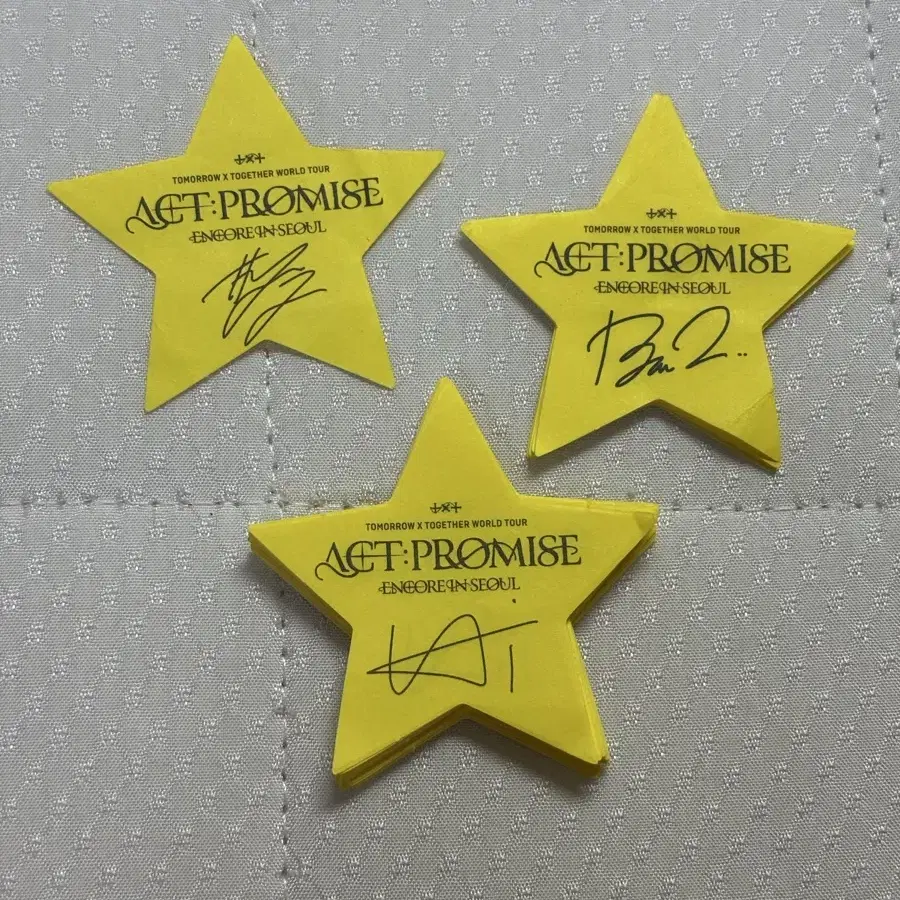 TOMORROW X TOGETHER WORLD TOUR
ACT:PROMISE
ENCORE IN SEOUL
TOMORROW X TOGETHER WORLD TOUR
ACT:PROMISE
ENCORE IN SEOUL
TOMORROW X TOGETHER WORLD TOUR
ACT:PROMISE
ENCORE IN SEOUL